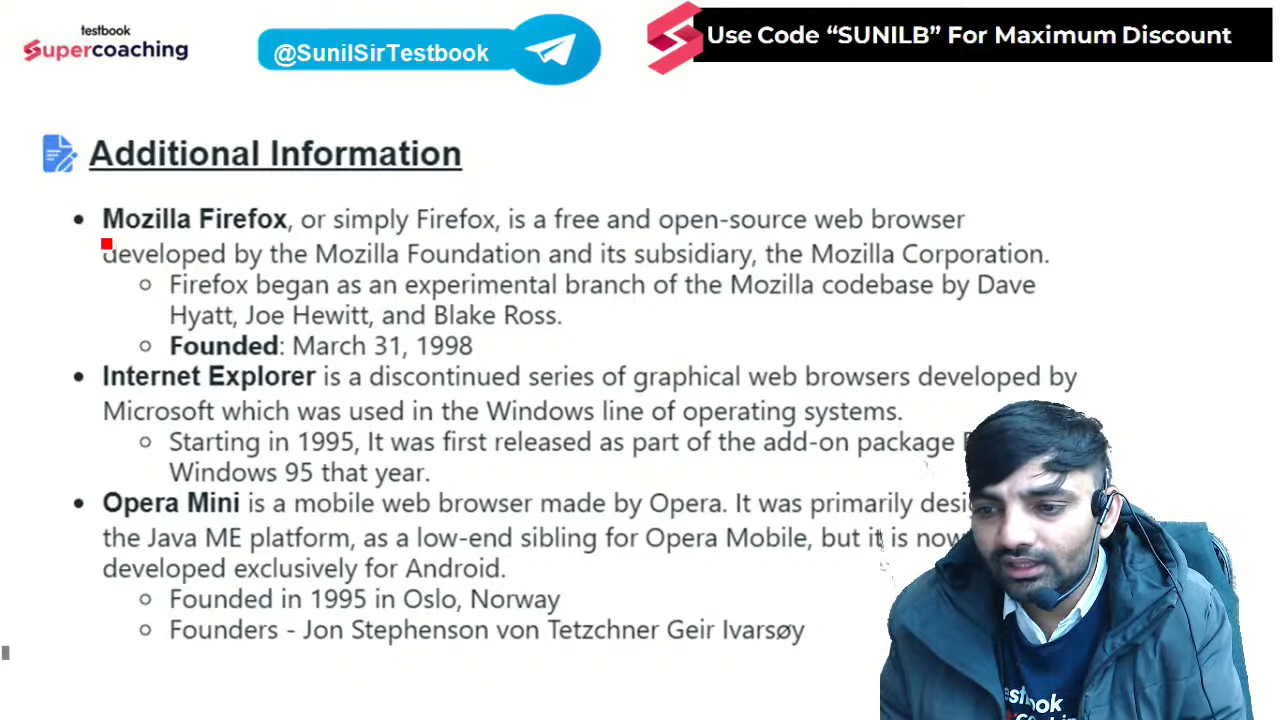 testbook
Supercoaching
@SunilSirTestbook
Use Code “SUNILB” For Maximum Discount
Additional Information
Mozilla Firefox, or simply Firefox, is a free and open-source web browser
developed by the Mozilla Foundation and its subsidiary, the Mozilla Corporation.
Firefox began as an experimental branch of the Mozilla codebase by Dave
Hyatt, Joe Hewitt, and Blake Ross.
Founded: March 31, 1998
Internet Explorer is a discontinued series of graphical web browsers developed by
Microsoft which was used in the Windows line of operating systems.
Starting in 1995, It was first released as part of the add-on package
Windows 95 that year.
Opera Mini is a mobile web browser made by Opera. It was primarily
the Java ME platform, as a low-end sibling for Opera Mobile, but it is now
developed exclusively for Android.
Founded in 1995 in Oslo, Norway
Founders - Jon Stephenson von Tetzchner Geir Ivarsøy